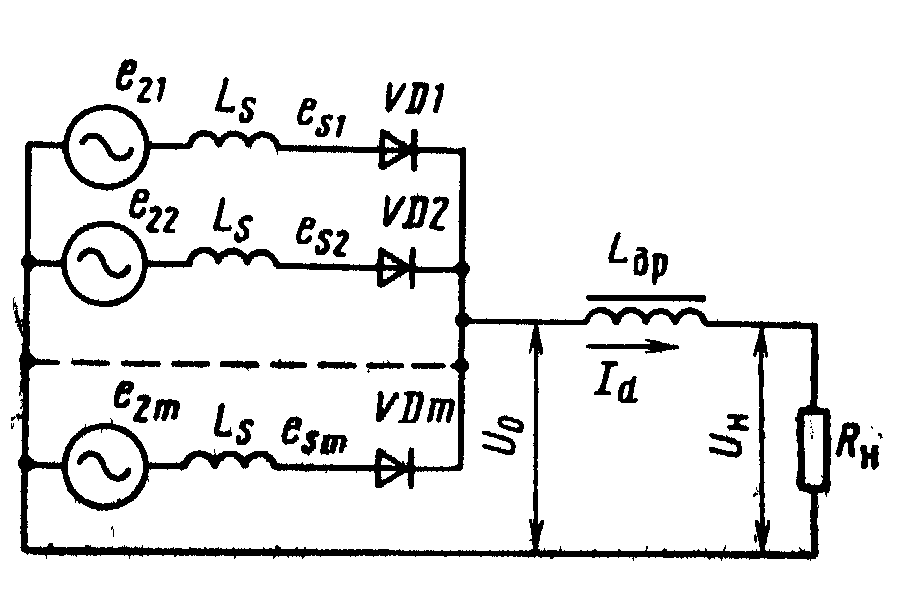 e21 Ls es1 VD1
e22 Ls es2 VD2
Lдр
Id
e2m Ls esm VDm
U0 Uн Rн